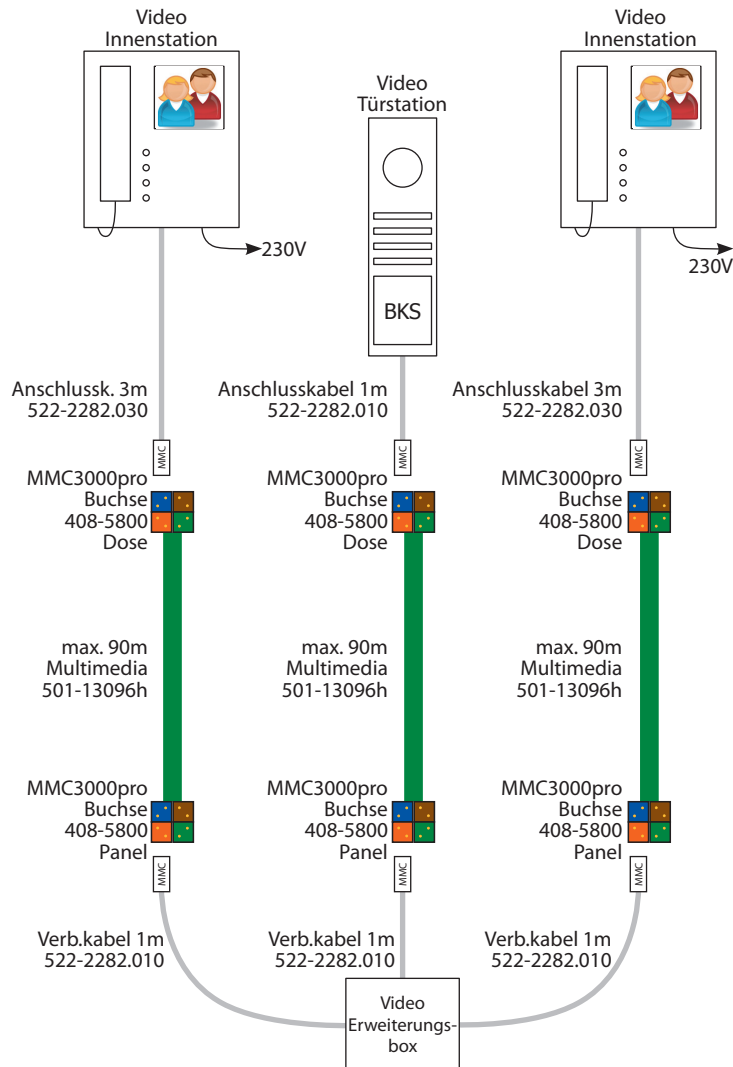 Video
Innenstation
Video
Innenstation
Video
Türstation
230V
230V
BKS
Anschlussk. 3m
522-2282.030
Anschlusskabel 1m
522-2282.010
Anschlusskabel 3m
522-2282.030
MMC
MMC
MMC
MMC3000pro
Buchse
408-5800
Dose
MMC3000pro
Buchse
408-5800
Dose
MMC3000pro
Buchse
408-5800
Dose
max. 90m
Multimedia
501-13096h
max. 90m
Multimedia
501-13096h
max. 90m
Multimedia
501-13096h
MMC3000pro
Buchse
408-5800
Panel
MMC3000pro
Buchse
408-5800
Panel
MMC3000pro
Buchse
408-5800
Panel
MMC
MMC
MMC
Verb.kabel 1m
522-2282.010
Verb.kabel 1m
522-2282.010
Verb.kabel 1m
522-2282.010
Video
Erweiterungs-
box